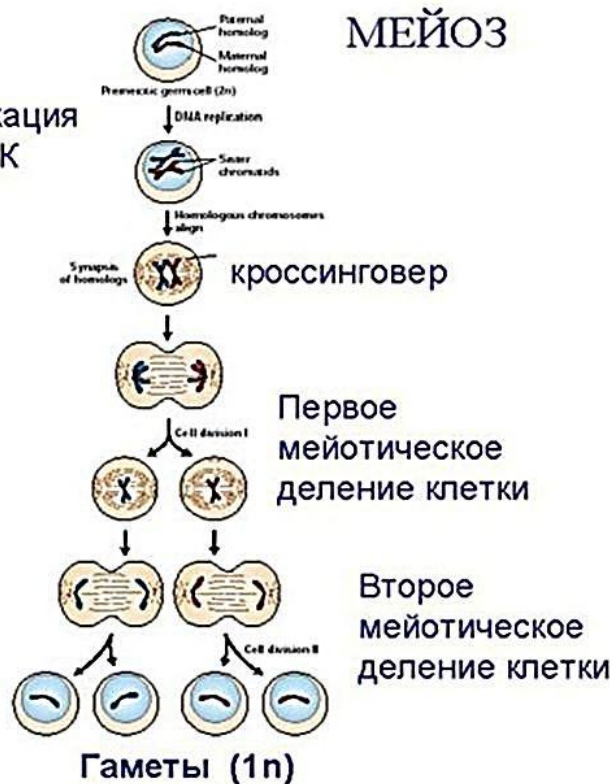 Paternal
homolog
МЕЙОЗ
Maternal
homolog
Premeiotic germ cell (2n)
кация
К
DNA replication
Sister
chromatids
Homologous chromosomes
align
Synapsis
of homologs
кроссинговер
Cell division I
Первое
мейотическое
деление клетки
Второе
мейотическое
деление клетки
Cell division II
Гаметы (1n)